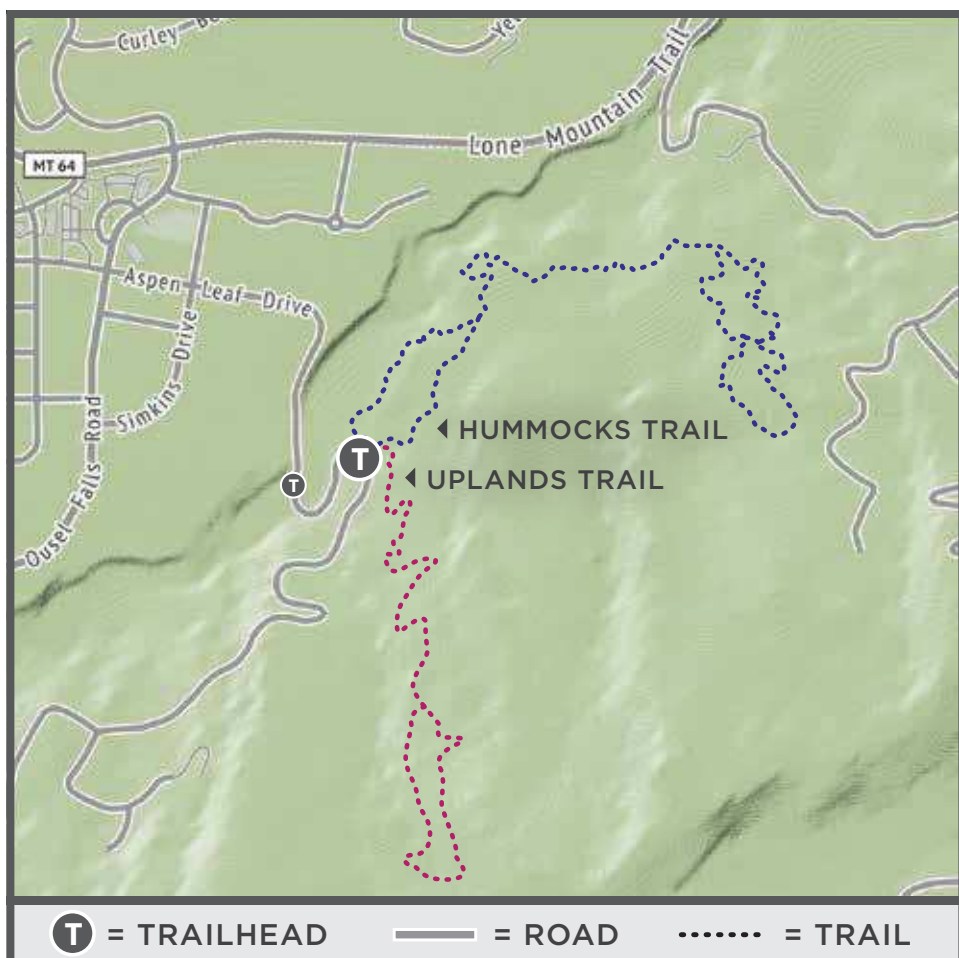 Curley
Lone Mountain Trail
MT 64
Aspen Leaf Drive
Simkins Drive
Ousel Falls Road
HUMMOCKS TRAIL
T
UPLANDS TRAIL
T
T = TRAILHEAD
= ROAD
= TRAIL